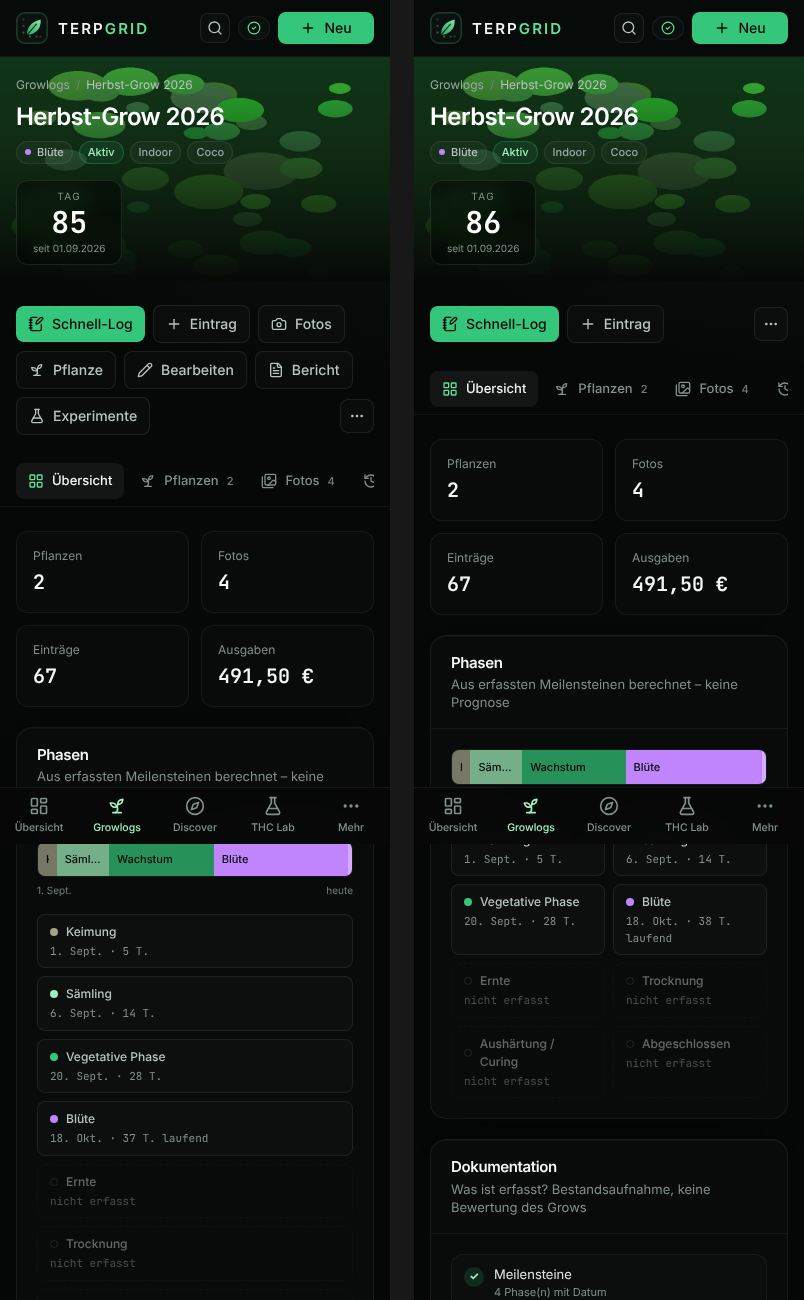 TERPGRID
Neu
Growlogs / Herbst-Grow 2026
Herbst-Grow 2026
Blüte Aktiv Indoor Coco
TAG
85
seit 01.09.2026
Schnell-Log Eintrag Fotos
Pflanze Bearbeiten Bericht
Experimente
Übersicht Pflanzen 2 Fotos 4
Pflanzen
2
Fotos
4
Einträge
67
Ausgaben
491,50 €
Phasen
Aus erfassten Meilensteinen berechnet – keine
Übersicht Growlogs Discover THC Lab Mehr
Säml... Wachstum Blüte
1. Sept. heute
Keimung
1. Sept. · 5 T.
Sämling
6. Sept. · 14 T.
Vegetative Phase
20. Sept. · 28 T.
Blüte
18. Okt. · 37 T. laufend
Ernte
nicht erfasst
Trocknung
nicht erfasst
TERPGRID
Neu
Growlogs / Herbst-Grow 2026
Herbst-Grow 2026
Blüte Aktiv Indoor Coco
TAG
86
seit 01.09.2026
Schnell-Log Eintrag
Übersicht Pflanzen 2 Fotos 4
Pflanzen
2
Fotos
4
Einträge
67
Ausgaben
491,50 €
Phasen
Aus erfassten Meilensteinen berechnet – keine
Prognose
Säm... Wachstum Blüte
Übersicht Growlogs Discover THC Lab Mehr
1. Sept. · 5 T.
6. Sept. · 14 T.
Vegetative Phase
20. Sept. · 28 T.
Blüte
18. Okt. · 38 T.
laufend
Ernte
nicht erfasst
Trocknung
nicht erfasst
Aushärtung /
Curing
nicht erfasst
Abgeschlossen
nicht erfasst
Dokumentation
Was ist erfasst? Bestandsaufnahme, keine
Bewertung des Grows
Meilensteine
4 Phase(n) mit Datum